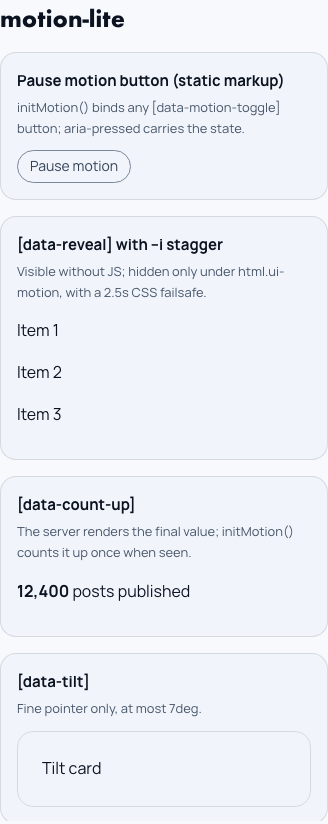 motion-lite
Pause motion button (static markup)
initMotion() binds any [data-motion-toggle]
button; aria-pressed carries the state.
Pause motion
[data-reveal] with –i stagger
Visible without JS; hidden only under html.ui-
motion, with a 2.5s CSS failsafe.
Item 1
Item 2
Item 3
[data-count-up]
The server renders the final value; initMotion()
counts it up once when seen.
12,400 posts published
[data-tilt]
Fine pointer only, at most 7deg.
Tilt card